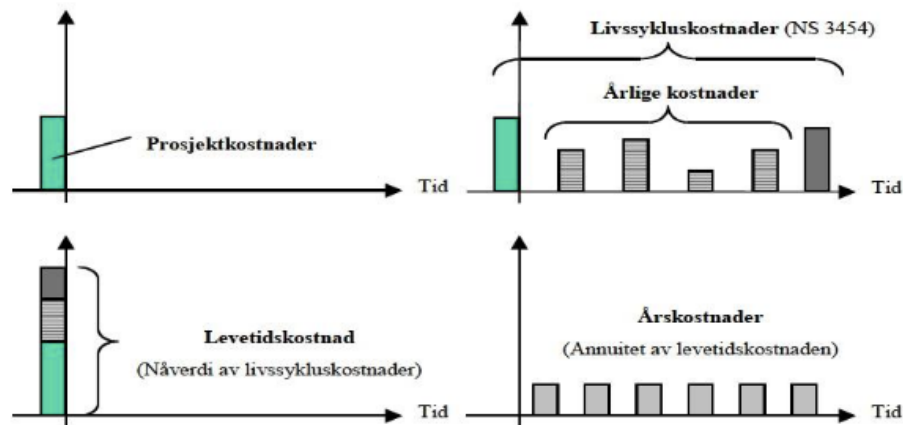 Prosjektkostnader
Tid
Livssykluskostnader (NS 3454)
Årlige kostnader
Tid
Levetidskostnad
(Nåverdi av livssykluskostnader)
Tid
Årskostnader
(Annuitet av levetidskostnaden)
Tid